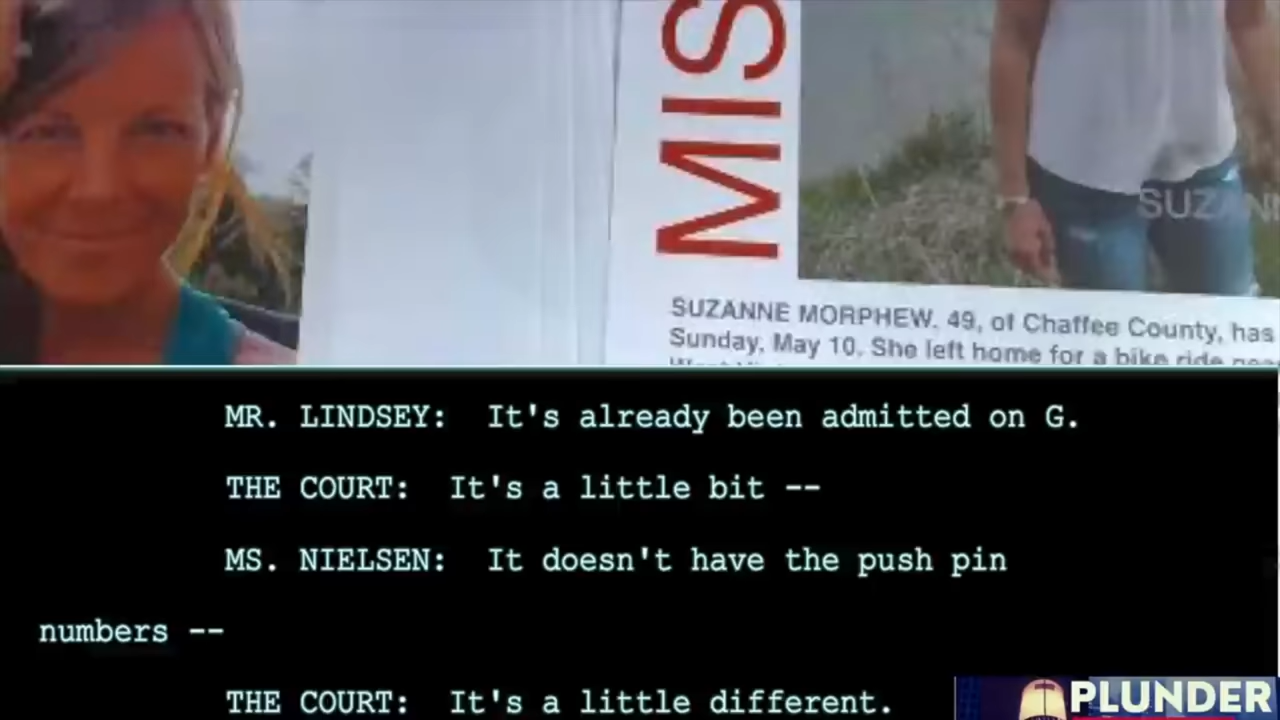 MIS
SUZAN
SUZANNE MORPHEW, 49, of Chaffee County, has
Sunday, May 10. She left home for a bike ride
MR. LINDSEY: It's already been admitted on G.
THE COURT: It's a little bit --
MS. NIELSEN: It doesn't have the push pin
numbers --
THE COURT: It's a little different.
PLUNDER